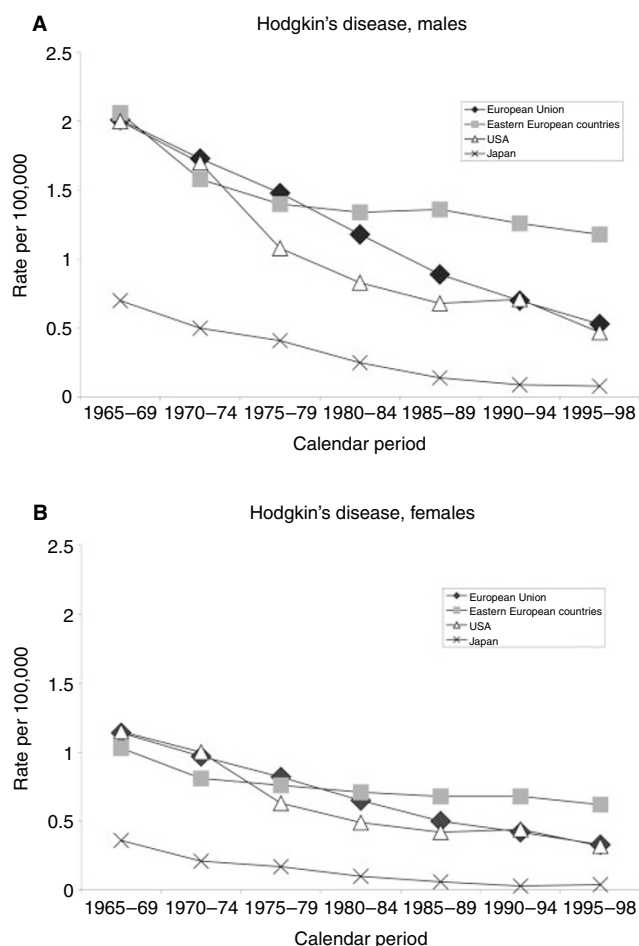 A
Hodgkin’s disease, males
2.5
2
1.5
1
0.5
0
Rate per 100,000
European Union
Eastern European countries
USA
Japan
1965–69 1970–74 1975–79 1980–84 1985–89 1990–94 1995–98
Calendar period
B
Hodgkin’s disease, females
2.5
2
1.5
1
0.5
0
Rate per 100,000
European Union
Eastern European countries
USA
Japan
1965–69 1970–74 1975–79 1980–84 1985–89 1990–94 1995–98
Calendar period